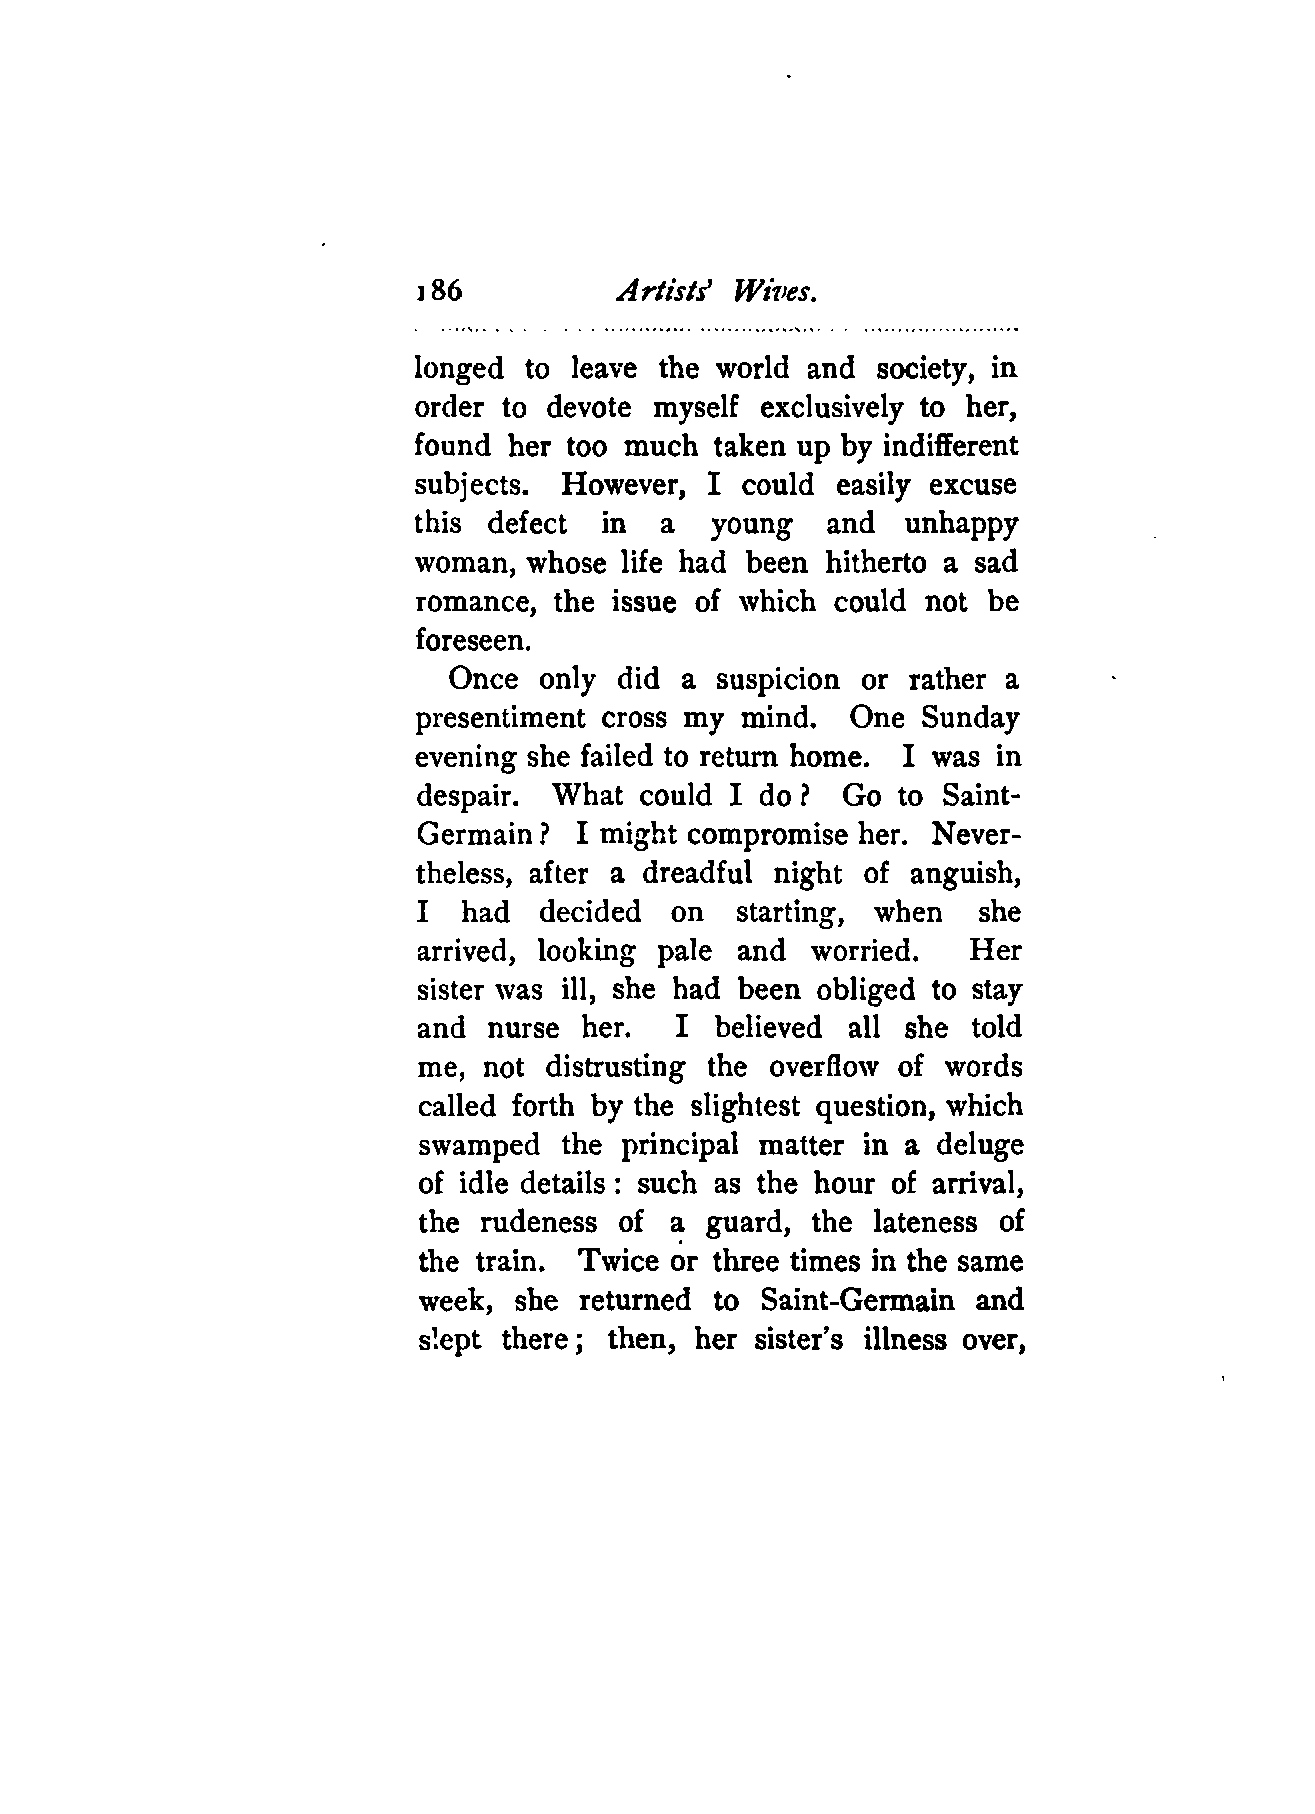 186 Artists' Wives.
longed to leave the world and society, in
order to devote myself exclusively to her,
found her too much taken up by indifferent
subjects. However, I could easily excuse
this defect in a young and unhappy
woman, whose life had been hitherto a sad
romance, the issue of which could not be
foreseen.
Once only did a suspicion or rather a
presentiment cross my mind. One Sunday
evening she failed to return home. I was in
despair. What could I do? Go to Saint-
Germain? I might compromise her. Never-
theless, after a dreadful night of anguish,
I had decided on starting, when she
arrived, looking pale and worried. Her
sister was ill, she had been obliged to stay
and nurse her. I believed all she told
me, not distrusting the overflow of words
called forth by the slightest question, which
swamped the principal matter in a deluge
of idle details: such as the hour of arrival,
the rudeness of a guard, the lateness of
the train. Twice or three times in the same
week, she returned to Saint-Germain and
slept there; then, her sister's illness over,